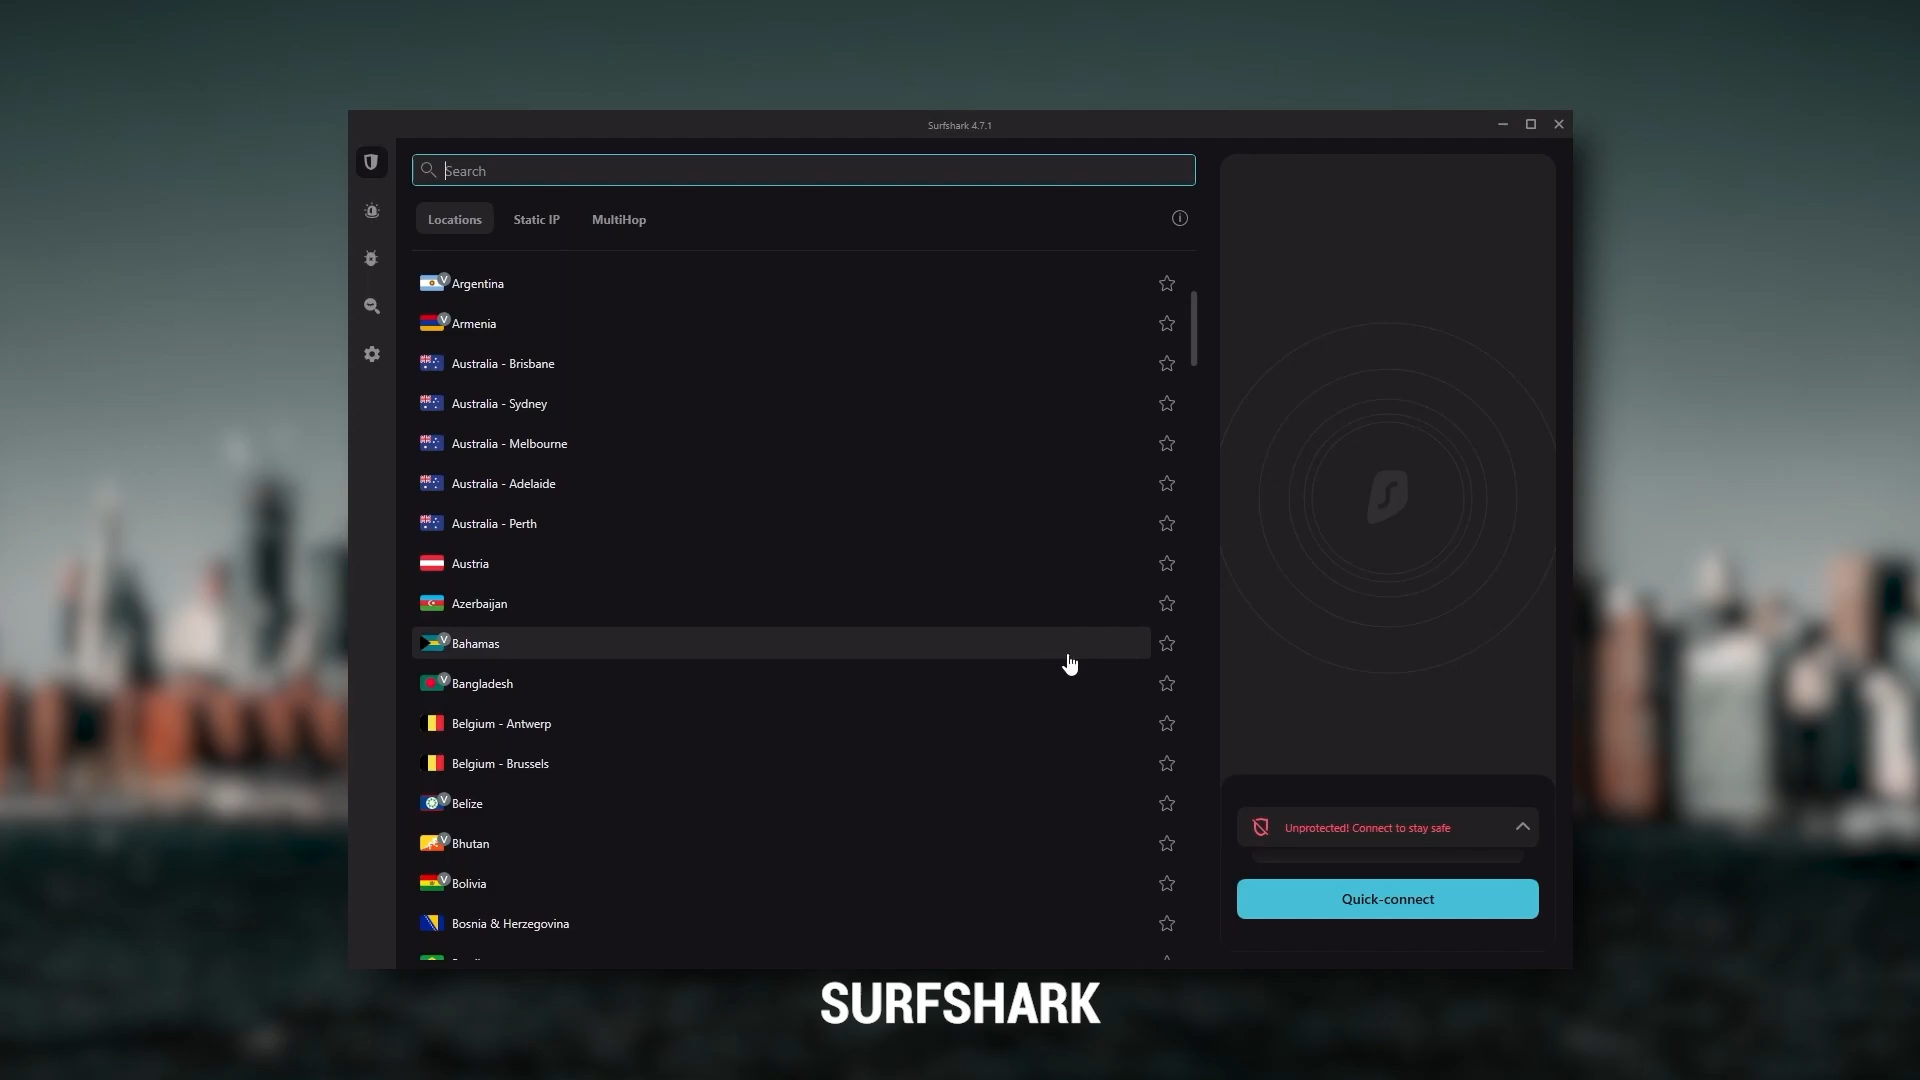 Surfshark 4.7.1
Search
Locations
Static IP
MultiHop
V Argentina
V Armenia
Australia - Brisbane
Australia - Sydney
Australia - Melbourne
Australia - Adelaide
Australia - Perth
Austria
Azerbaijan
V Bahamas
V Bangladesh
Belgium - Antwerp
Belgium - Brussels
V Belize
V Bhutan
V Bolivia
Bosnia & Herzegovina
Unprotected! Connect to stay safe
Quick-connect
SURFSHARK